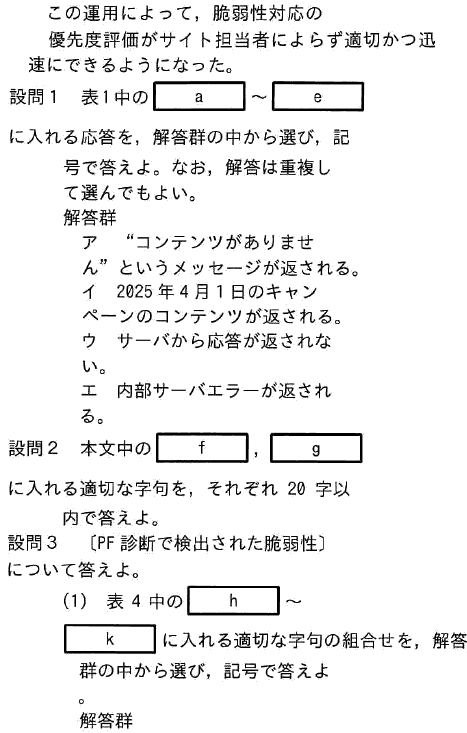 この運用によって，脆弱性対応の
優先度評価がサイト担当者によらず適切かつ迅
速にできるようになった。
設問1 表1中の a ～ e
に入れる応答を，解答群の中から選び，記
号で答えよ。なお，解答は重複し
て選んでもよい。
解答群
ア “コンテンツがありませ
ん”というメッセージが返される。
イ 2025年4月1日のキャン
ペーンのコンテンツが返される。
ウ サーバから応答が返されな
い。
エ 内部サーバエラーが返され
る。
設問2 本文中の f ， g
に入れる適切な字句を，それぞれ 20 字以
内で答えよ。
設問3 〔PF診断で検出された脆弱性〕
について答えよ。
(1) 表 4 中の h ～
k に入れる適切な字句の組合せを，解答
群の中から選び，記号で答えよ
。
解答群